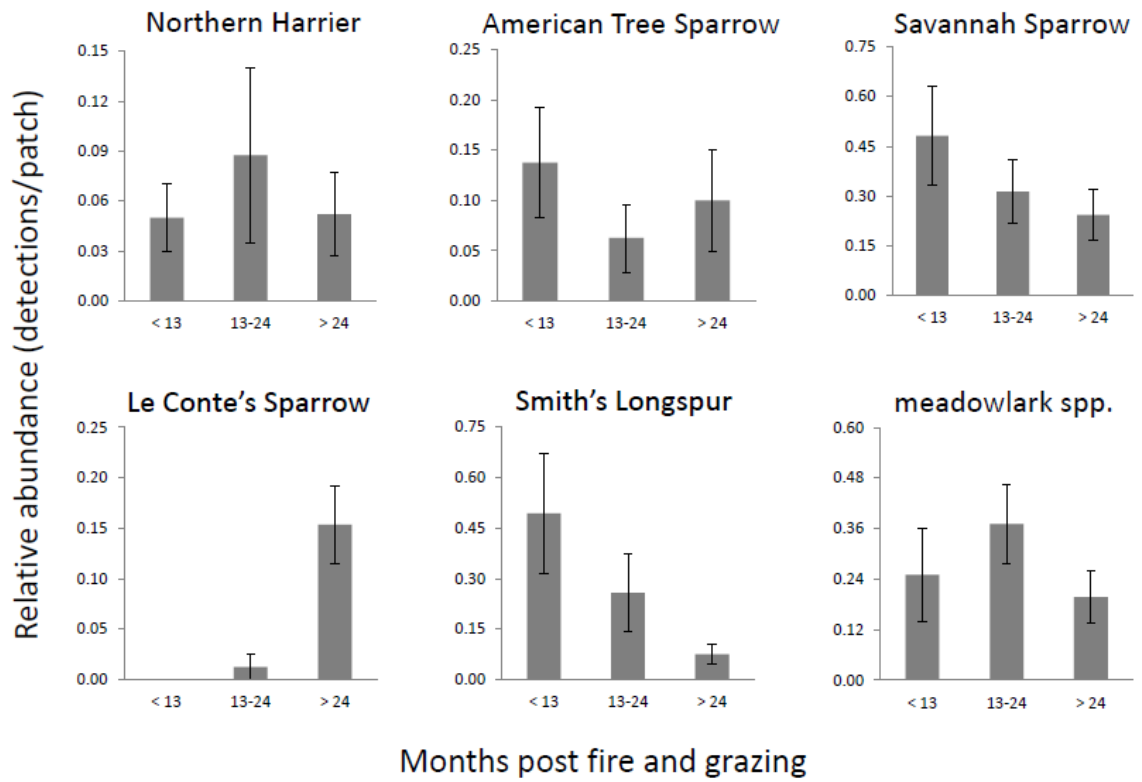 Relative abundance (detections/patch)
Northern Harrier
0.15
0.12
0.09
0.06
0.03
0.00
< 13 13-24 > 24
American Tree Sparrow
0.25
0.20
0.15
0.10
0.05
0.00
< 13 13-24 > 24
Savannah Sparrow
0.75
0.60
0.45
0.30
0.15
0.00
< 13 13-24 > 24
Le Conte’s Sparrow
0.25
0.20
0.15
0.10
0.05
0.00
< 13 13-24 > 24
Smith’s Longspur
0.75
0.60
0.45
0.30
0.15
0.00
< 13 13-24 > 24
meadowlark spp.
0.60
0.48
0.36
0.24
0.12
0.00
< 13 13-24 > 24
Months post fire and grazing